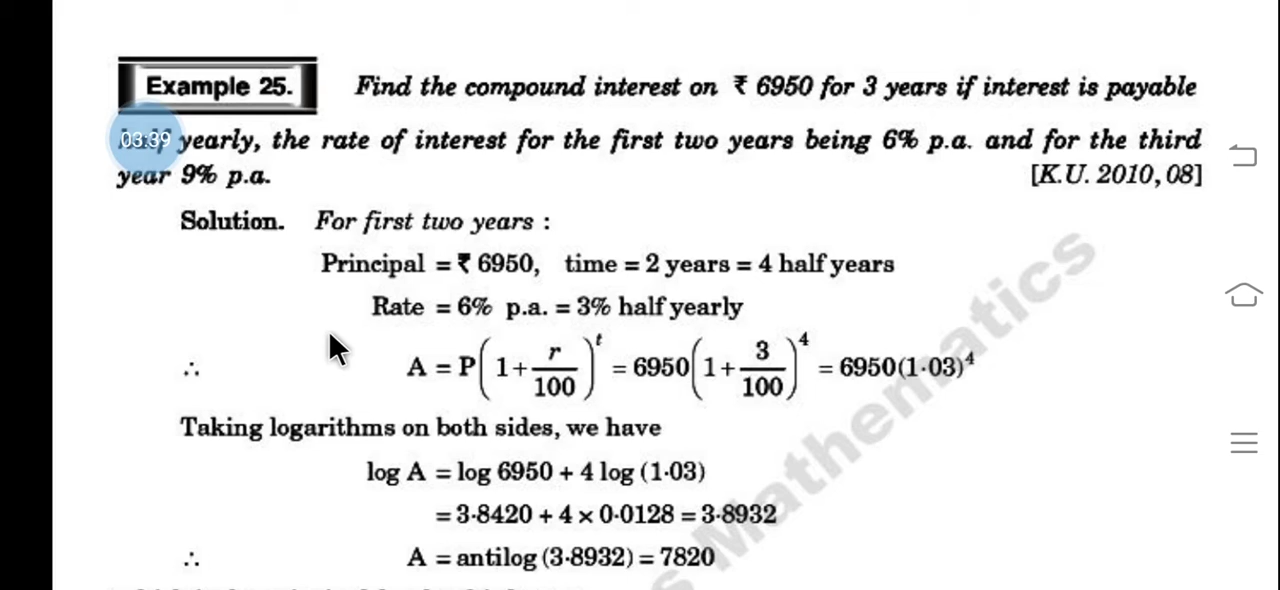 Example 25. Find the compound interest on ₹ 6950 for 3 years if interest is payable
03:39 yearly, the rate of interest for the first two years being 6% p.a. and for the third
year 9% p.a. [K.U. 2010, 08]
Solution. For first two years :
Principal = ₹ 6950, time = 2 years = 4 half years
Rate = 6% p.a. = 3% half yearly
∴ A = P(1+r/100)^t = 6950(1+3/100)^4 = 6950(1·03)^4
Taking logarithms on both sides, we have
log A = log 6950 + 4 log (1·03)
= 3·8420 + 4 × 0·0128 = 3·8932
∴ A = antilog (3·8932) = 7820
s Mathematics